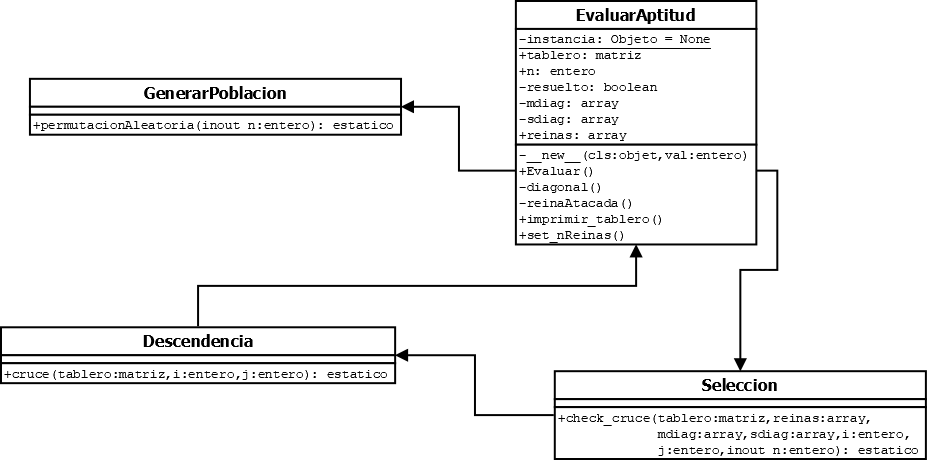 EvaluarAptitud
-instancia: Objeto = None
+tablero: matriz
+n: entero
-resuelto: boolean
-mdiag: array
-sdiag: array
+reinas: array
-__new__(cls:objet,val:entero)
+Evaluar()
-diagonal()
-reinaAtacada()
+imprimir_tablero()
+set_nReinas()
GenerarPoblacion
+permutacionAleatoria(inout n:entero): estatico
Descendencia
+cruce(tablero:matriz,i:entero,j:entero): estatico
Seleccion
+check_cruce(tablero:matriz,reinas:array,
mdiag:array,sdiag:array,i:entero,
j:entero,inout n:entero): estatico